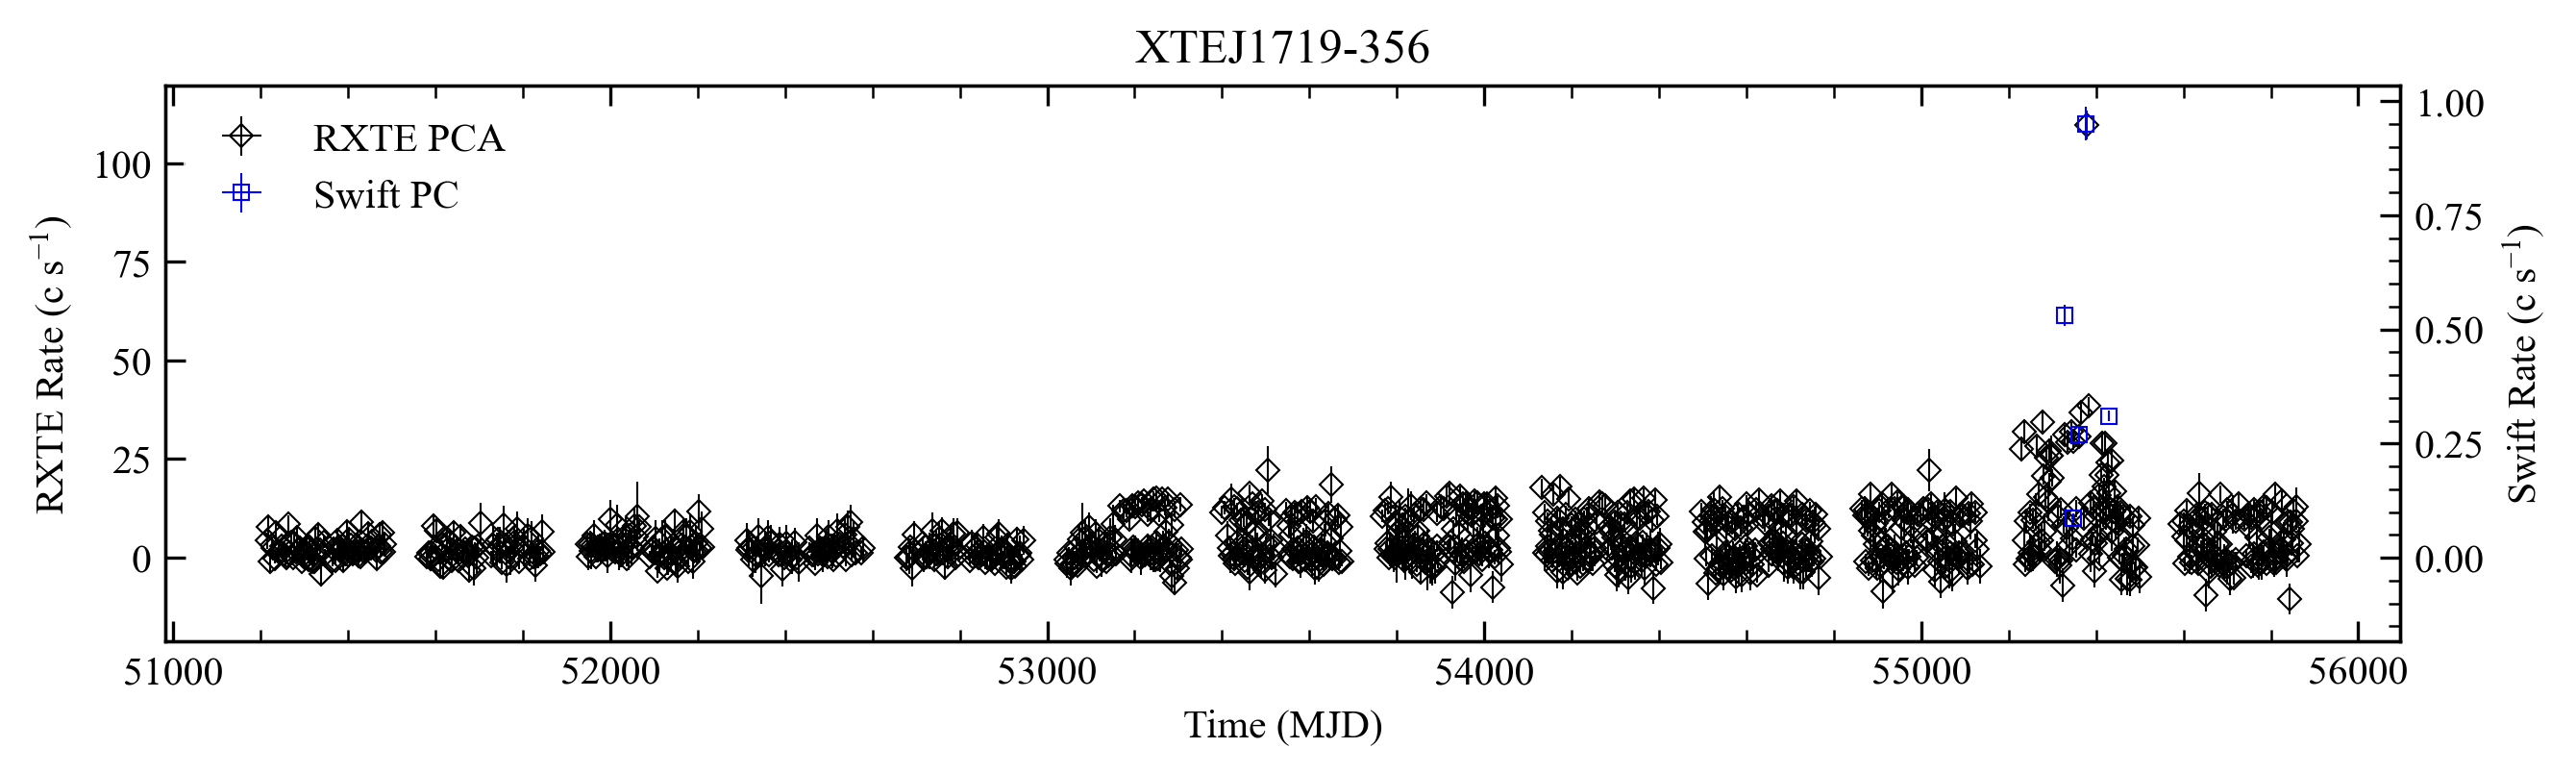 XTEJ1719-356
RXTE PCA
Swift PC
100
75
50
25
0
RXTE Rate (c s⁻¹)
1.00
0.75
0.50
0.25
0.00
Swift Rate (c s⁻¹)
51000 52000 53000 54000 55000 56000
Time (MJD)